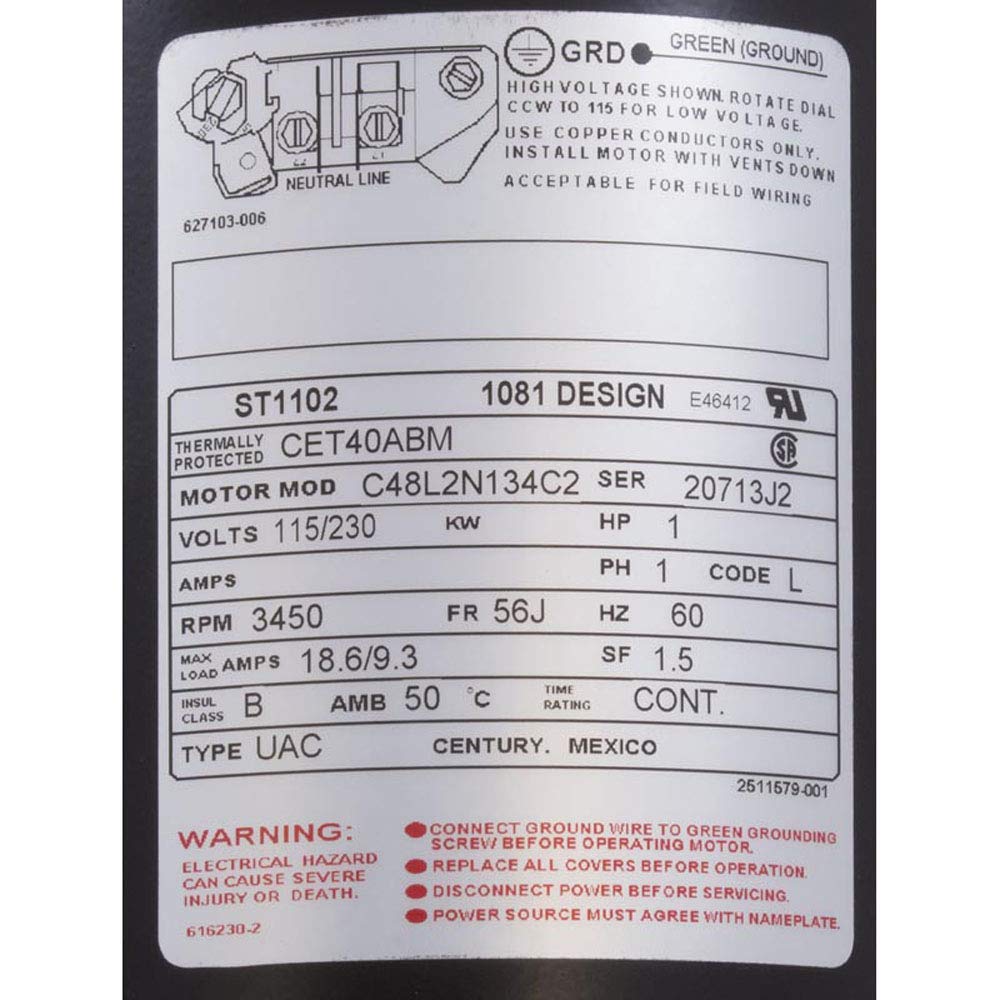 GRD GREEN (GROUND)
HIGH VOLTAGE SHOWN. ROTATE DIAL
CCW TO 115 FOR LOW VOLTAGE.
USE COPPER CONDUCTORS ONLY.
INSTALL MOTOR WITH VENTS DOWN
ACCEPTABLE FOR FIELD WIRING
L2 L1
NEUTRAL LINE
627103-006
ST1102 1081 DESIGN E46412
THERMALLY PROTECTED CET40ABM SA
MOTOR MOD C48L2N134C2 SER 20713J2
VOLTS 115/230 KW HP 1
AMPS PH 1 CODE L
RPM 3450 FR 56J HZ 60
MAX LOAD AMPS 18.6/9.3 SF 1.5
INSUL CLASS B AMB 50 °C TIME RATING CONT.
TYPE UAC CENTURY. MEXICO
2511579-001
WARNING:
ELECTRICAL HAZARD
CAN CAUSE SEVERE
INJURY OR DEATH.
616230-2
CONNECT GROUND WIRE TO GREEN GROUNDING
SCREW BEFORE OPERATING MOTOR.
REPLACE ALL COVERS BEFORE OPERATION.
DISCONNECT POWER BEFORE SERVICING.
POWER SOURCE MUST AGREE WITH NAMEPLATE.